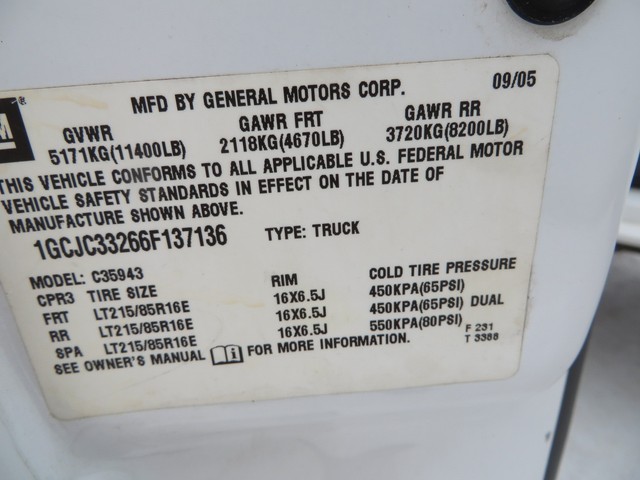 MFD BY GENERAL MOTORS CORP. 09/05
M ®
GVWR GAWR FRT GAWR RR
5171KG(11400LB) 2118KG(4670LB) 3720KG(8200LB)
THIS VEHICLE CONFORMS TO ALL APPLICABLE U.S. FEDERAL MOTOR
VEHICLE SAFETY STANDARDS IN EFFECT ON THE DATE OF
MANUFACTURE SHOWN ABOVE.
1GCJC33266F137136 TYPE: TRUCK
MODEL: C35943
CPR3 TIRE SIZE RIM COLD TIRE PRESSURE
FRT LT215/85R16E 16X6.5J 450KPA(65PSI)
RR LT215/85R16E 16X6.5J 450KPA(65PSI) DUAL
SPA LT215/85R16E 16X6.5J 550KPA(80PSI)
F 231
T 3386
SEE OWNER'S MANUAL FOR MORE INFORMATION.